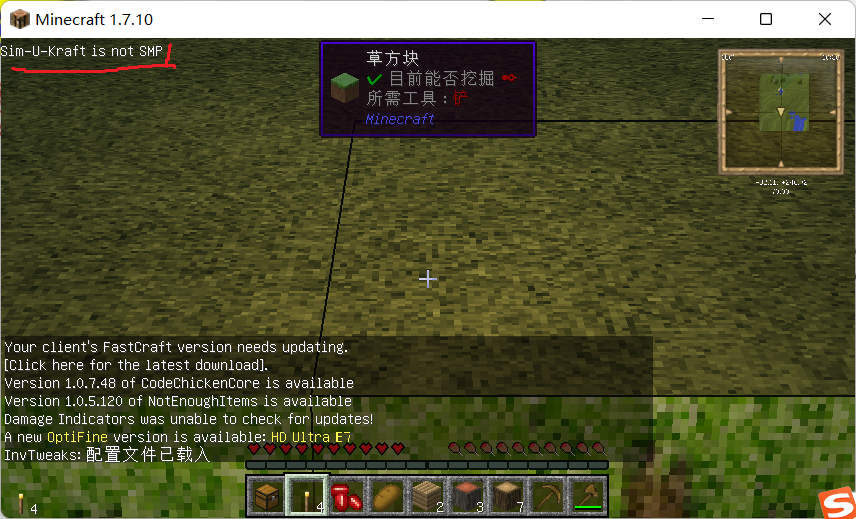 Minecraft 1.7.10
Sim-U-Kraft is not SMP
草方块
目前能否挖掘
所需工具：铲
Minecraft
Your client's FastCraft version needs updating.
[Click here for the latest download].
Version 1.0.7.48 of CodeChickenCore is available
Version 1.0.5.120 of NotEnoughItems is available
Damage Indicators was unable to check for updates!
A new OptiFine version is available: HD Ultra E7
InvTweaks: 配置文件已载入
4
4
2
3
7
S